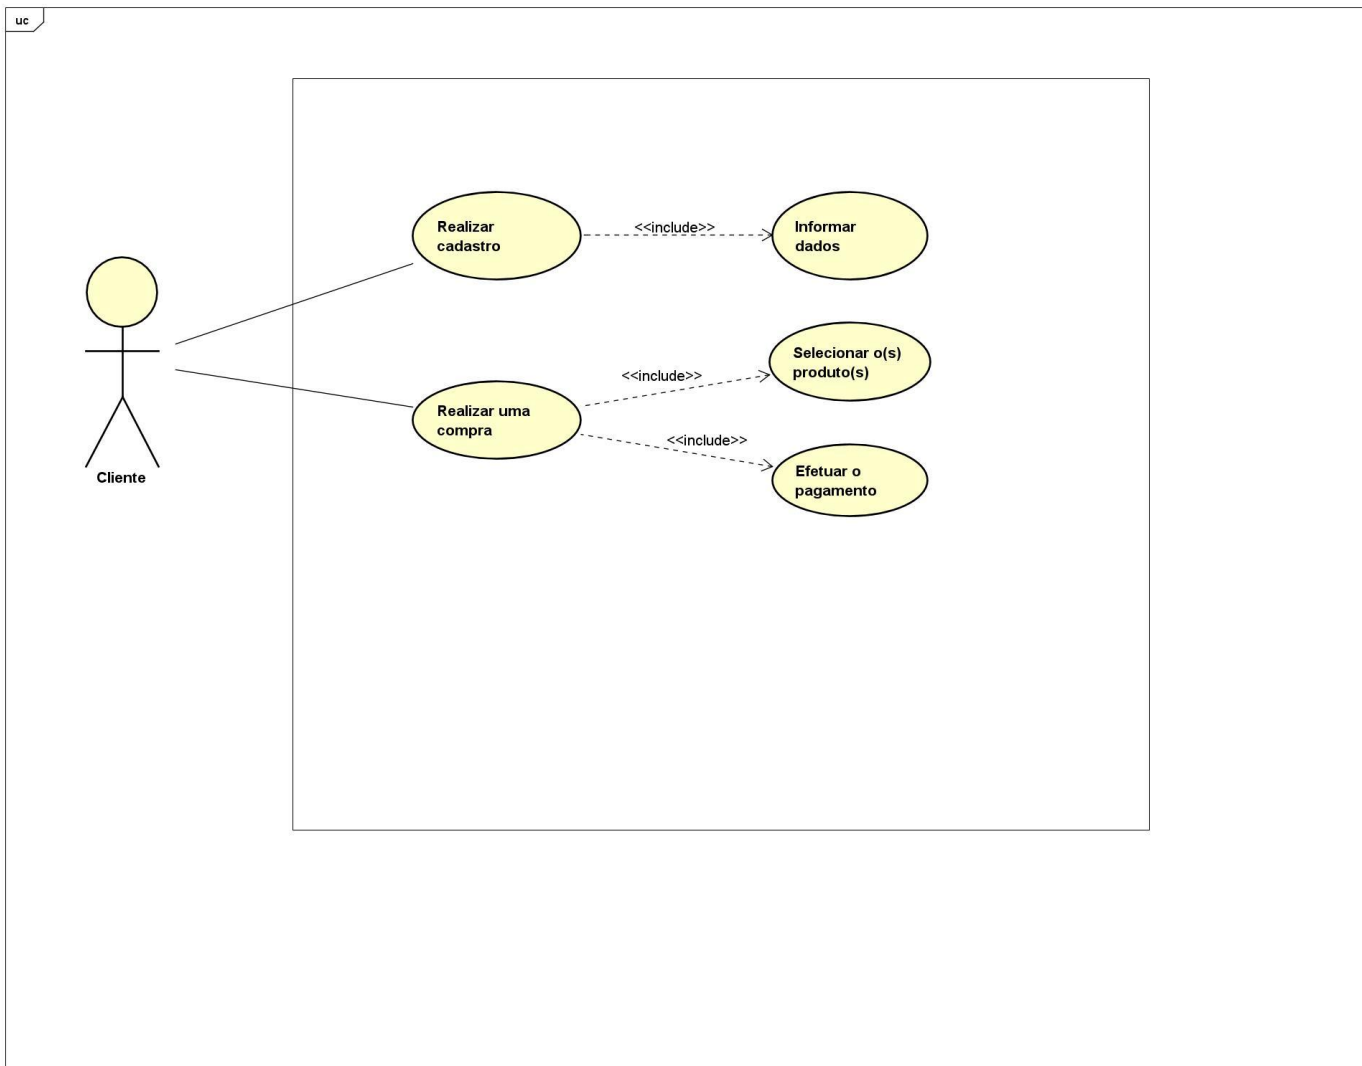 uc
Realizar
cadastro
<<include>>
Informar
dados
Selecionar o(s)
produto(s)
<<include>>
Realizar uma
compra
<<include>>
Efetuar o
pagamento
Cliente